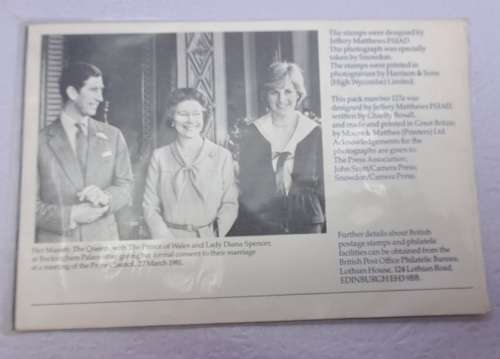 The stamps were designed by
Jeffery Matthews FSIAD.
The photograph was specially
taken by Snowdon.
The stamps were printed in
photogravure by Harrison & Sons
(High Wycombe) Limited.
This pack number 127a was
designed by Jeffery Matthews FSIAD,
written by Charity
and made and printed in Great Britain
by Moore & Matthes (Printers) Ltd.
Acknowledgements for the
photographs are given to:
The Press Association;
John Scott/Camera Press;
Snowdon/Camera Press.
Further details about British
postage stamps and philatelic
facilities can be obtained from the
British Post Office Philatelic Bureau,
Lothian House, 124 Lothian Road,
EDINBURGH EH3 9BB.
Her Majesty The Queen, with The Prince of Wales and Lady Diana Spencer,
at Buckingham Palace after giving her formal consent to their marriage
at a meeting of the Privy Council, 27 March 1981.